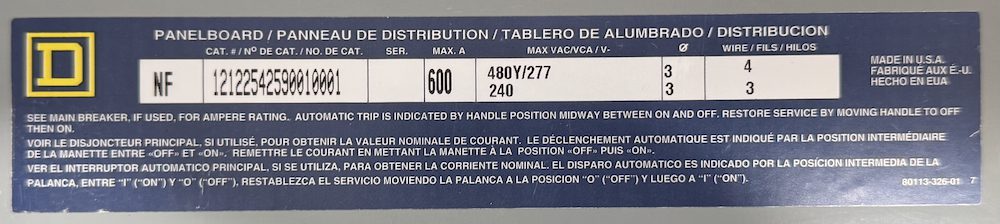 D
PANELBOARD / PANNEAU DE DISTRIBUTION / TABLERO DE ALUMBRADO / DISTRIBUCION
CAT. # / Nº DE CAT. / NO. DE CAT. SER. MAX. A MAX VAC/VCA / V- Ø WIRE / FILS / HILOS
NF 12122542590010001 600 480Y/277 3 4
240 3 3
MADE IN U.S.A.
FABRIQUÉ AUX É.-U.
HECHO EN EUA
SEE MAIN BREAKER, IF USED, FOR AMPERE RATING. AUTOMATIC TRIP IS INDICATED BY HANDLE POSITION MIDWAY BETWEEN ON AND OFF. RESTORE SERVICE BY MOVING HANDLE TO OFF
THEN ON.
VOIR LE DISJONCTEUR PRINCIPAL, SI UTILISÉ, POUR OBTENIR LA VALEUR NOMINALE DE COURANT. LE DÉCLENCHEMENT AUTOMATIQUE EST INDIQUÉ PAR LA POSITION INTERMÉDIAIRE
DE LA MANETTE ENTRE «OFF» ET «ON». REMETTRE LE COURANT EN METTANT LA MANETTE À LA POSITION «OFF» PUIS «ON».
VER EL INTERRUPTOR AUTOMATICO PRINCIPAL, SI SE UTILIZA, PARA OBTENER LA CORRIENTE NOMINAL. EL DISPARO AUTOMATICO ES INDICADO POR LA POSICION INTERMEDIA DE LA
PALANCA, ENTRE "I" ("ON") Y "O" ("OFF"). RESTABLEZCA EL SERVICIO MOVIENDO LA PALANCA A LA POSICION "O" ("OFF") Y LUEGO A "I" ("ON"). 80113-326-01 7